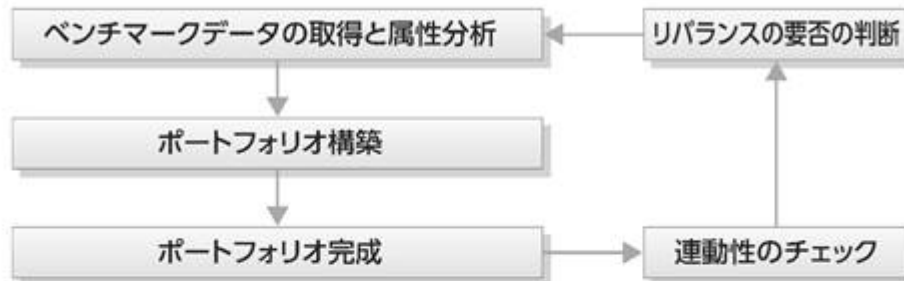 ベンチマークデータの取得と属性分析
リバランスの要否の判断
ポートフォリオ構築
ポートフォリオ完成
連動性のチェック